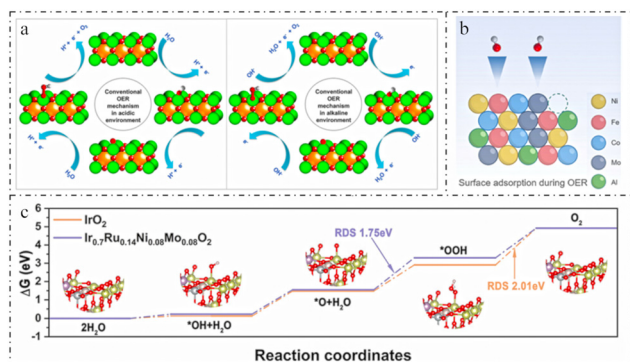 a
H⁺ + e⁻ + O₂
H₂O
Conventional
OER
mechanism
in acidic
environment
H⁺ + e⁻
H⁺ + e⁻
H₂O
H₂O + e⁻ + O₂
OH⁻
OH⁻
Conventional
OER
mechanism
in alkaline
environment
e⁻
OH⁻
OH⁻
b
Ni
Fe
Co
Mo
Al
Surface adsorption during OER
c
ΔG (eV)
6
5
4
3
2
1
0
-1
IrO₂
Ir₀.₇Ru₀.₁₄Ni₀.₀₈Mo₀.₀₈O₂
2H₂O
*OH+H₂O
*O+H₂O
RDS 1.75eV
*OOH
RDS 2.01eV
O₂
Reaction coordinates